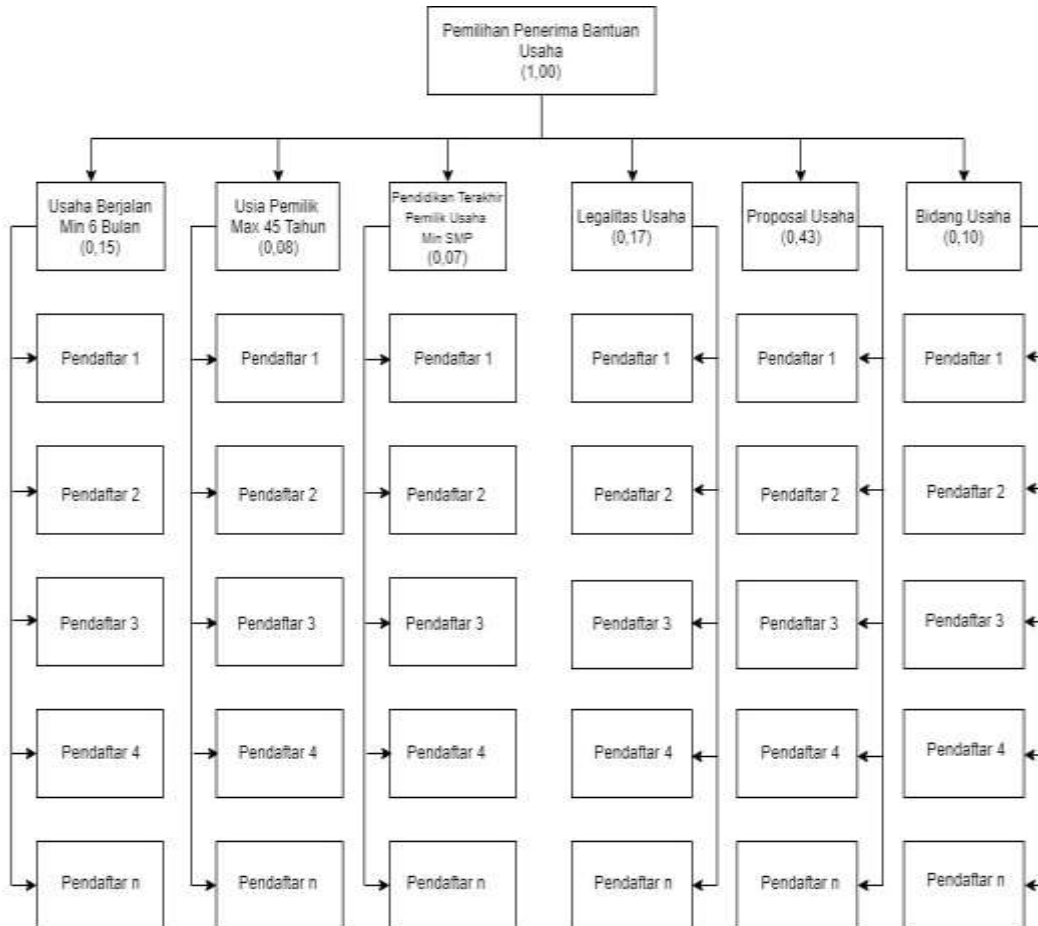 Pemilihan Penerima Bantuan
Usaha
(1,00)
Usaha Berjalan
Min 6 Bulan
(0,15)
Usia Pemilik
Max 45 Tahun
(0,08)
Pendidikan Terakhir
Pemilik Usaha
Min SMP
(0,07)
Legalitas Usaha
(0,17)
Proposal Usaha
(0,43)
Bidang Usaha
(0,10)
Pendaftar 1
Pendaftar 1
Pendaftar 1
Pendaftar 1
Pendaftar 1
Pendaftar 1
Pendaftar 2
Pendaftar 2
Pendaftar 2
Pendaftar 2
Pendaftar 2
Pendaftar 2
Pendaftar 3
Pendaftar 3
Pendaftar 3
Pendaftar 3
Pendaftar 3
Pendaftar 3
Pendaftar 4
Pendaftar 4
Pendaftar 4
Pendaftar 4
Pendaftar 4
Pendaftar 4
Pendaftar n
Pendaftar n
Pendaftar n
Pendaftar n
Pendaftar n
Pendaftar n